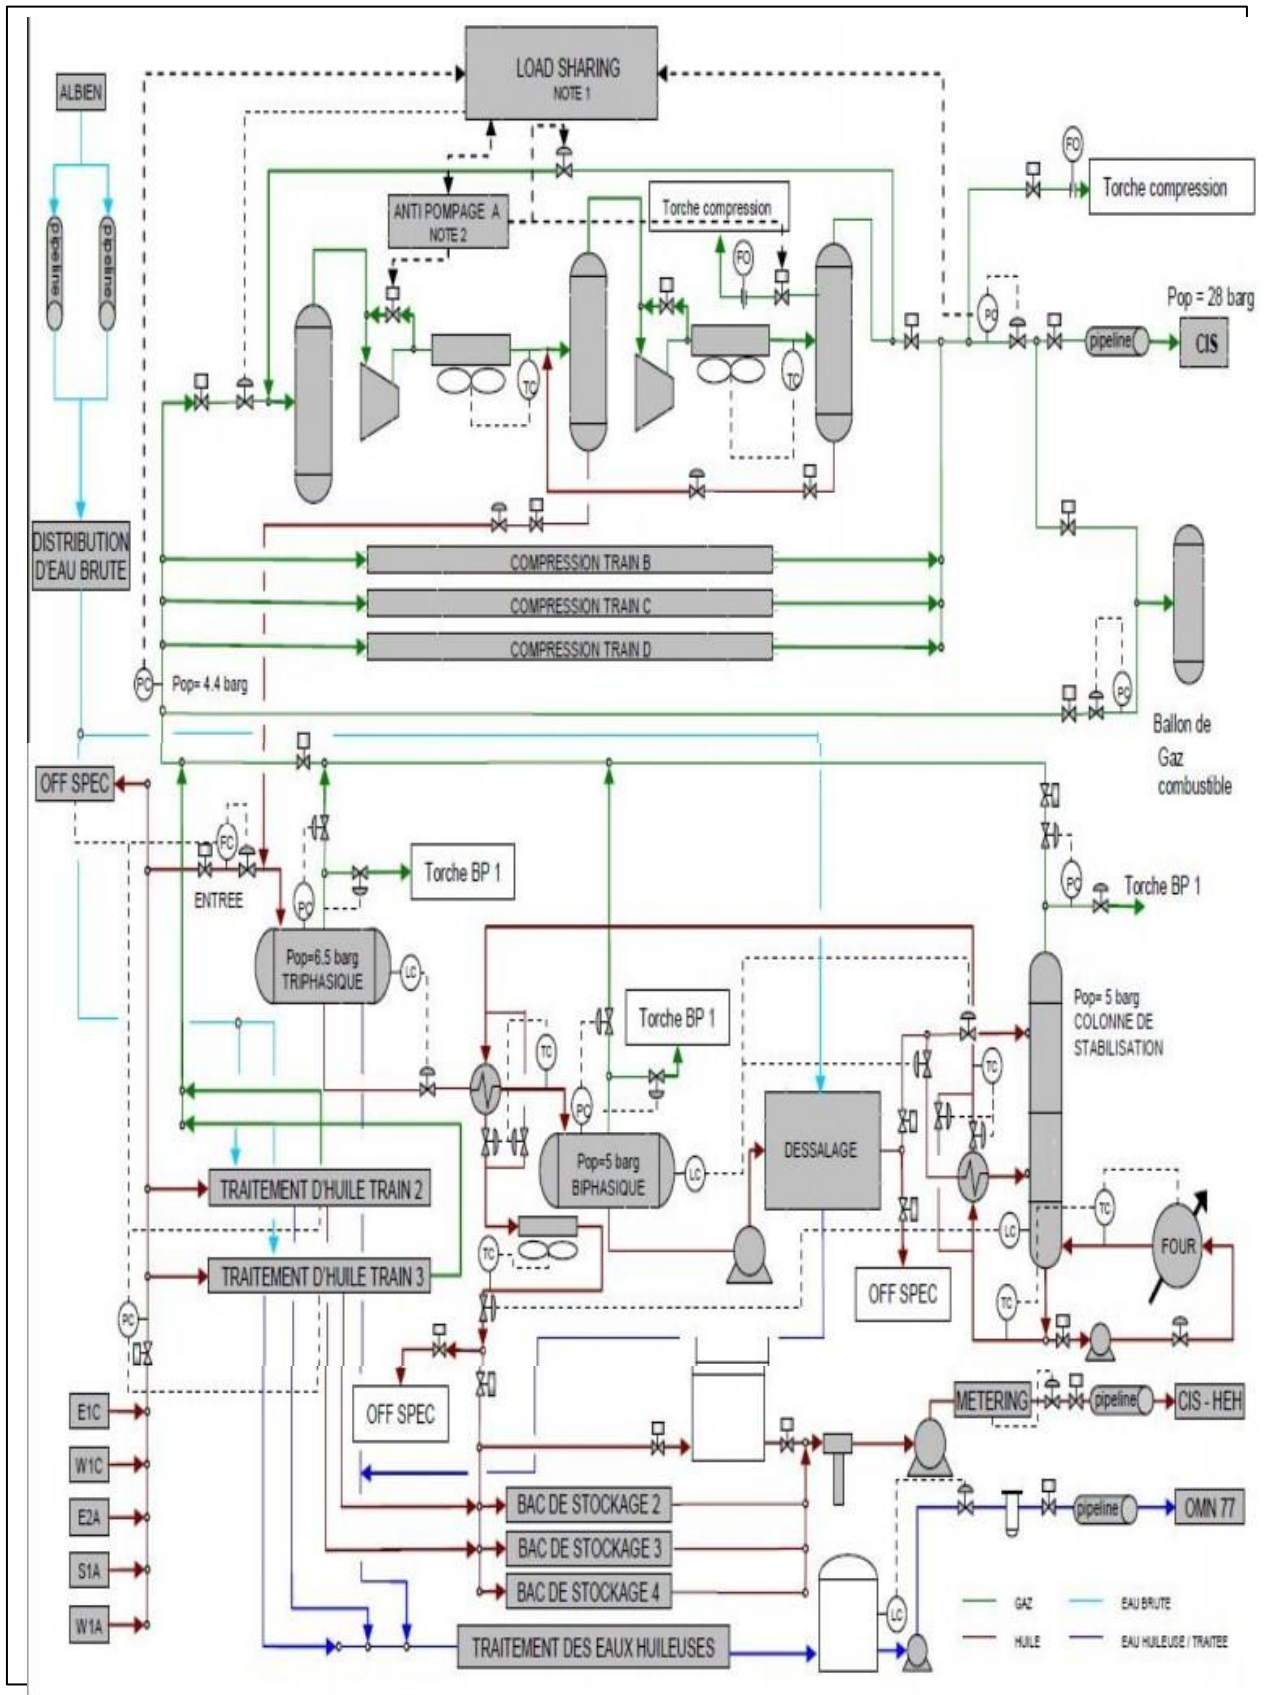 LOAD SHARING
NOTE 1
ALBIEN
FO
Torche compression
ANTI POMPAGE A
NOTE 2
Torche compression
FO
pipeline
pipeline
Pop = 28 barg
PC
pipeline
CIS
TC
TC
DISTRIBUTION
D'EAU BRUTE
COMPRESSION TRAIN B
COMPRESSION TRAIN C
COMPRESSION TRAIN D
PC
Pop= 4.4 barg
PC
Ballon de
Gaz
combustible
OFF SPEC
FC
ENTREE
Torche BP 1
PC
PC
Torche BP 1
Pop=6.5 barg
TRIPHASIQUE
LC
Torche BP 1
Pop= 5 barg
COLONNE DE
STABILISATION
TC
TC
PC
DESSALAGE
Pop=5 barg
BIPHASIQUE
LC
TRAITEMENT D'HUILE TRAIN 2
TC
LC
FOUR
TC
TRAITEMENT D'HUILE TRAIN 3
OFF SPEC
TC
PC
OFF SPEC
METERING
pipeline
CIS - HEH
E1C
W1C
E2A
S1A
W1A
BAC DE STOCKAGE 2
pipeline
OMN 77
BAC DE STOCKAGE 3
BAC DE STOCKAGE 4
LC
GAZ
EAU BRUTE
HUILE
EAU HUILEUSE / TRAITEE
TRAITEMENT DES EAUX HUILEUSES